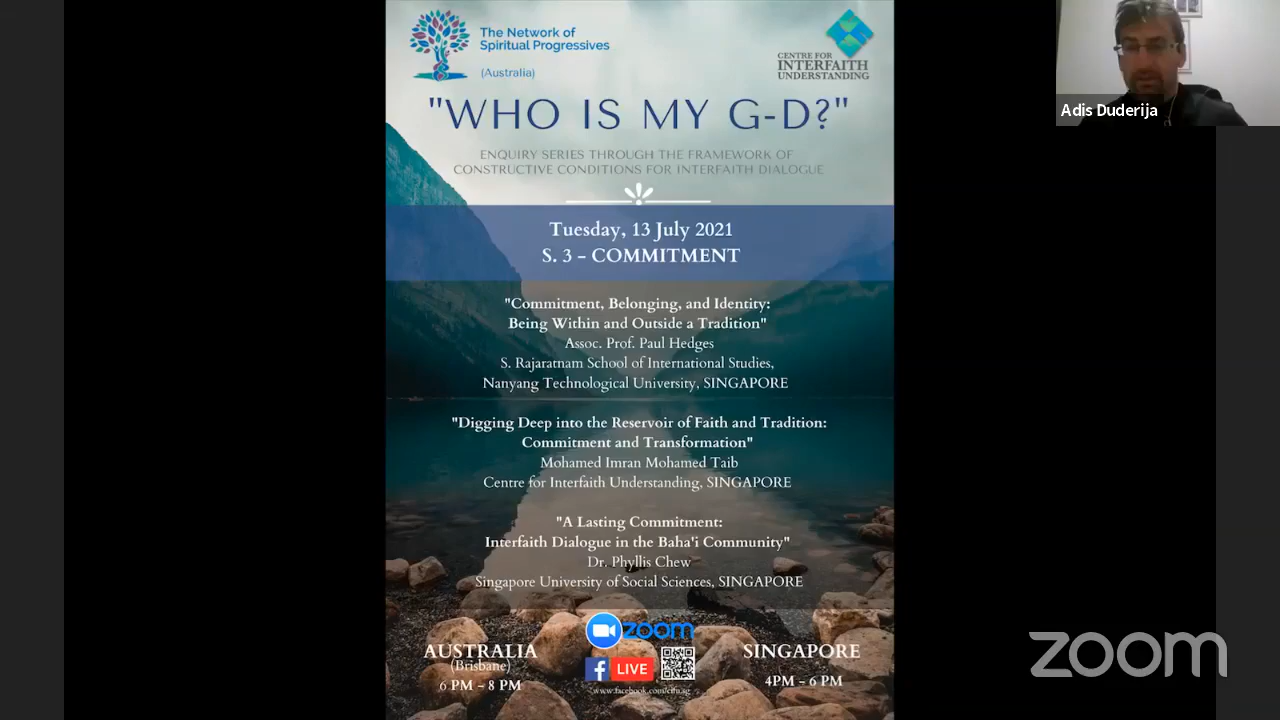 The Network of
Spiritual Progressives
(Australia)
CENTRE FOR
INTERFAITH
UNDERSTANDING
Adis Duderija
"WHO IS MY G-D?"
ENQUIRY SERIES THROUGH THE FRAMEWORK OF
CONSTRUCTIVE CONDITIONS FOR INTERFAITH DIALOGUE
Tuesday, 13 July 2021
S. 3 - COMMITMENT
"Commitment, Belonging, and Identity:
Being Within and Outside a Tradition"
Assoc. Prof. Paul Hedges
S. Rajaratnam School of International Studies,
Nanyang Technological University, SINGAPORE
"Digging Deep into the Reservoir of Faith and Tradition:
Commitment and Transformation"
Mohamed Imran Mohamed Taib
Centre for Interfaith Understanding, SINGAPORE
"A Lasting Commitment:
Interfaith Dialogue in the Baha'i Community"
Dr. Phyllis Chew
Singapore University of Social Sciences, SINGAPORE
zoom
AUSTRALIA
(Brisbane)
6 PM - 8 PM
f LIVE
www.facebook.com/cifu.sg
SINGAPORE
4PM - 6 PM
zoom